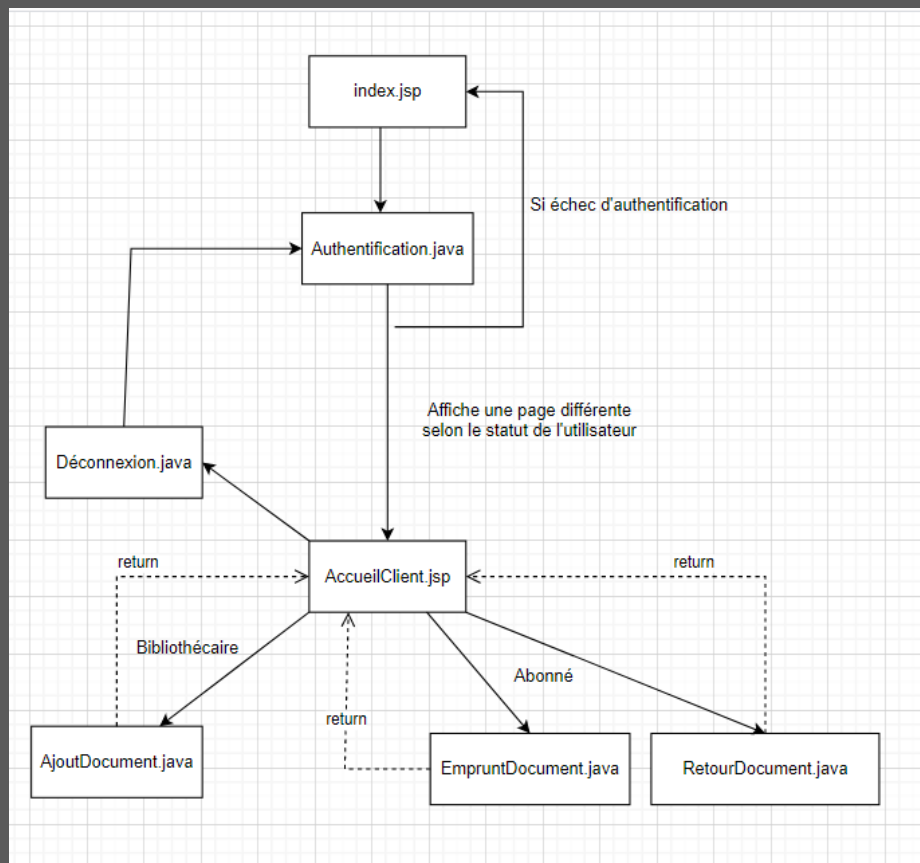 index.jsp
Si échec d'authentification
Authentification.java
Affiche une page différente
selon le statut de l'utilisateur
Déconnexion.java
return
AccueilClient.jsp
return
Bibliothécaire
Abonné
return
AjoutDocument.java
EmpruntDocument.java
RetourDocument.java